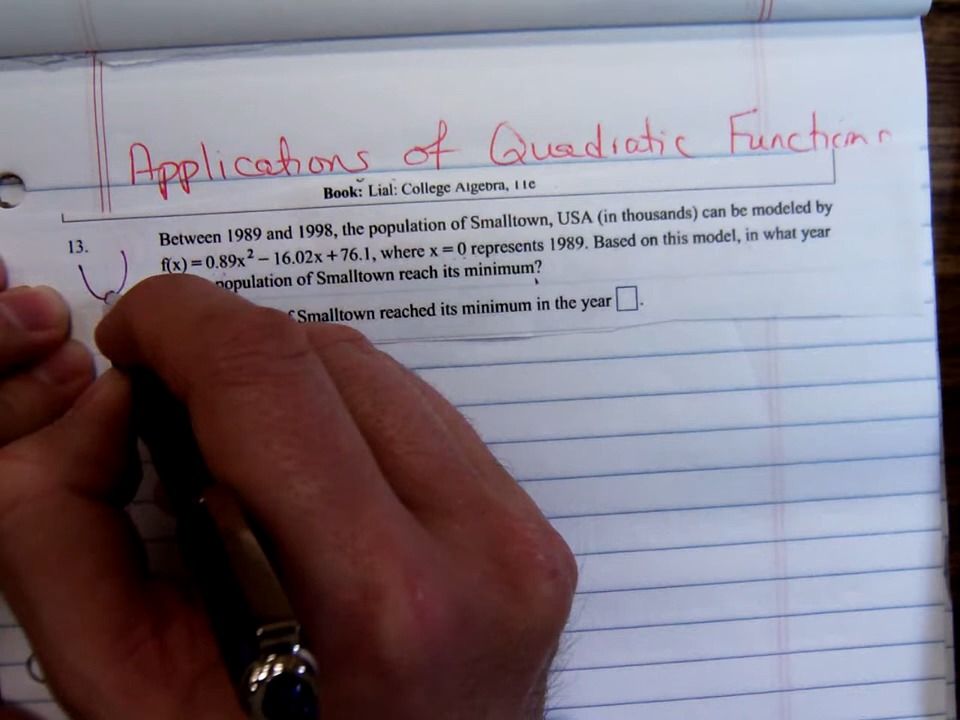 Applications of Quadratic Functions
Book: Lial: College Algebra, 11e
13.
Between 1989 and 1998, the population of Smalltown, USA (in thousands) can be modeled by
f(x) = 0.89x² − 16.02x + 76.1, where x = 0 represents 1989. Based on this model, in what year
population of Smalltown reach its minimum?
Smalltown reached its minimum in the year □.